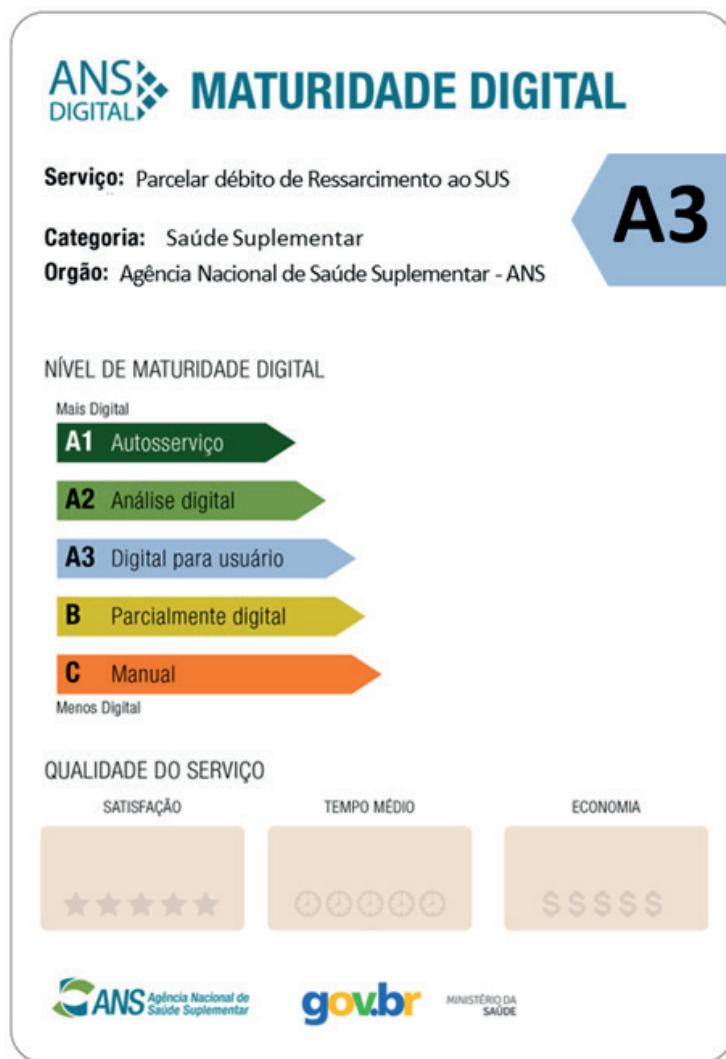 ANS
DIGITAL
MATURIDADE DIGITAL
Serviço: Parcelar débito de Ressarcimento ao SUS
A3
Categoria: Saúde Suplementar
Orgão: Agência Nacional de Saúde Suplementar - ANS
NÍVEL DE MATURIDADE DIGITAL
Mais Digital
A1 Autosserviço
A2 Análise digital
A3 Digital para usuário
B Parcialmente digital
C Manual
Menos Digital
QUALIDADE DO SERVIÇO
SATISFAÇÃO
TEMPO MÉDIO
ECONOMIA
$ $ $ $ $
ANS Agência Nacional de
Saúde Suplementar
gov.br
MINISTÉRIO DA
SAÚDE